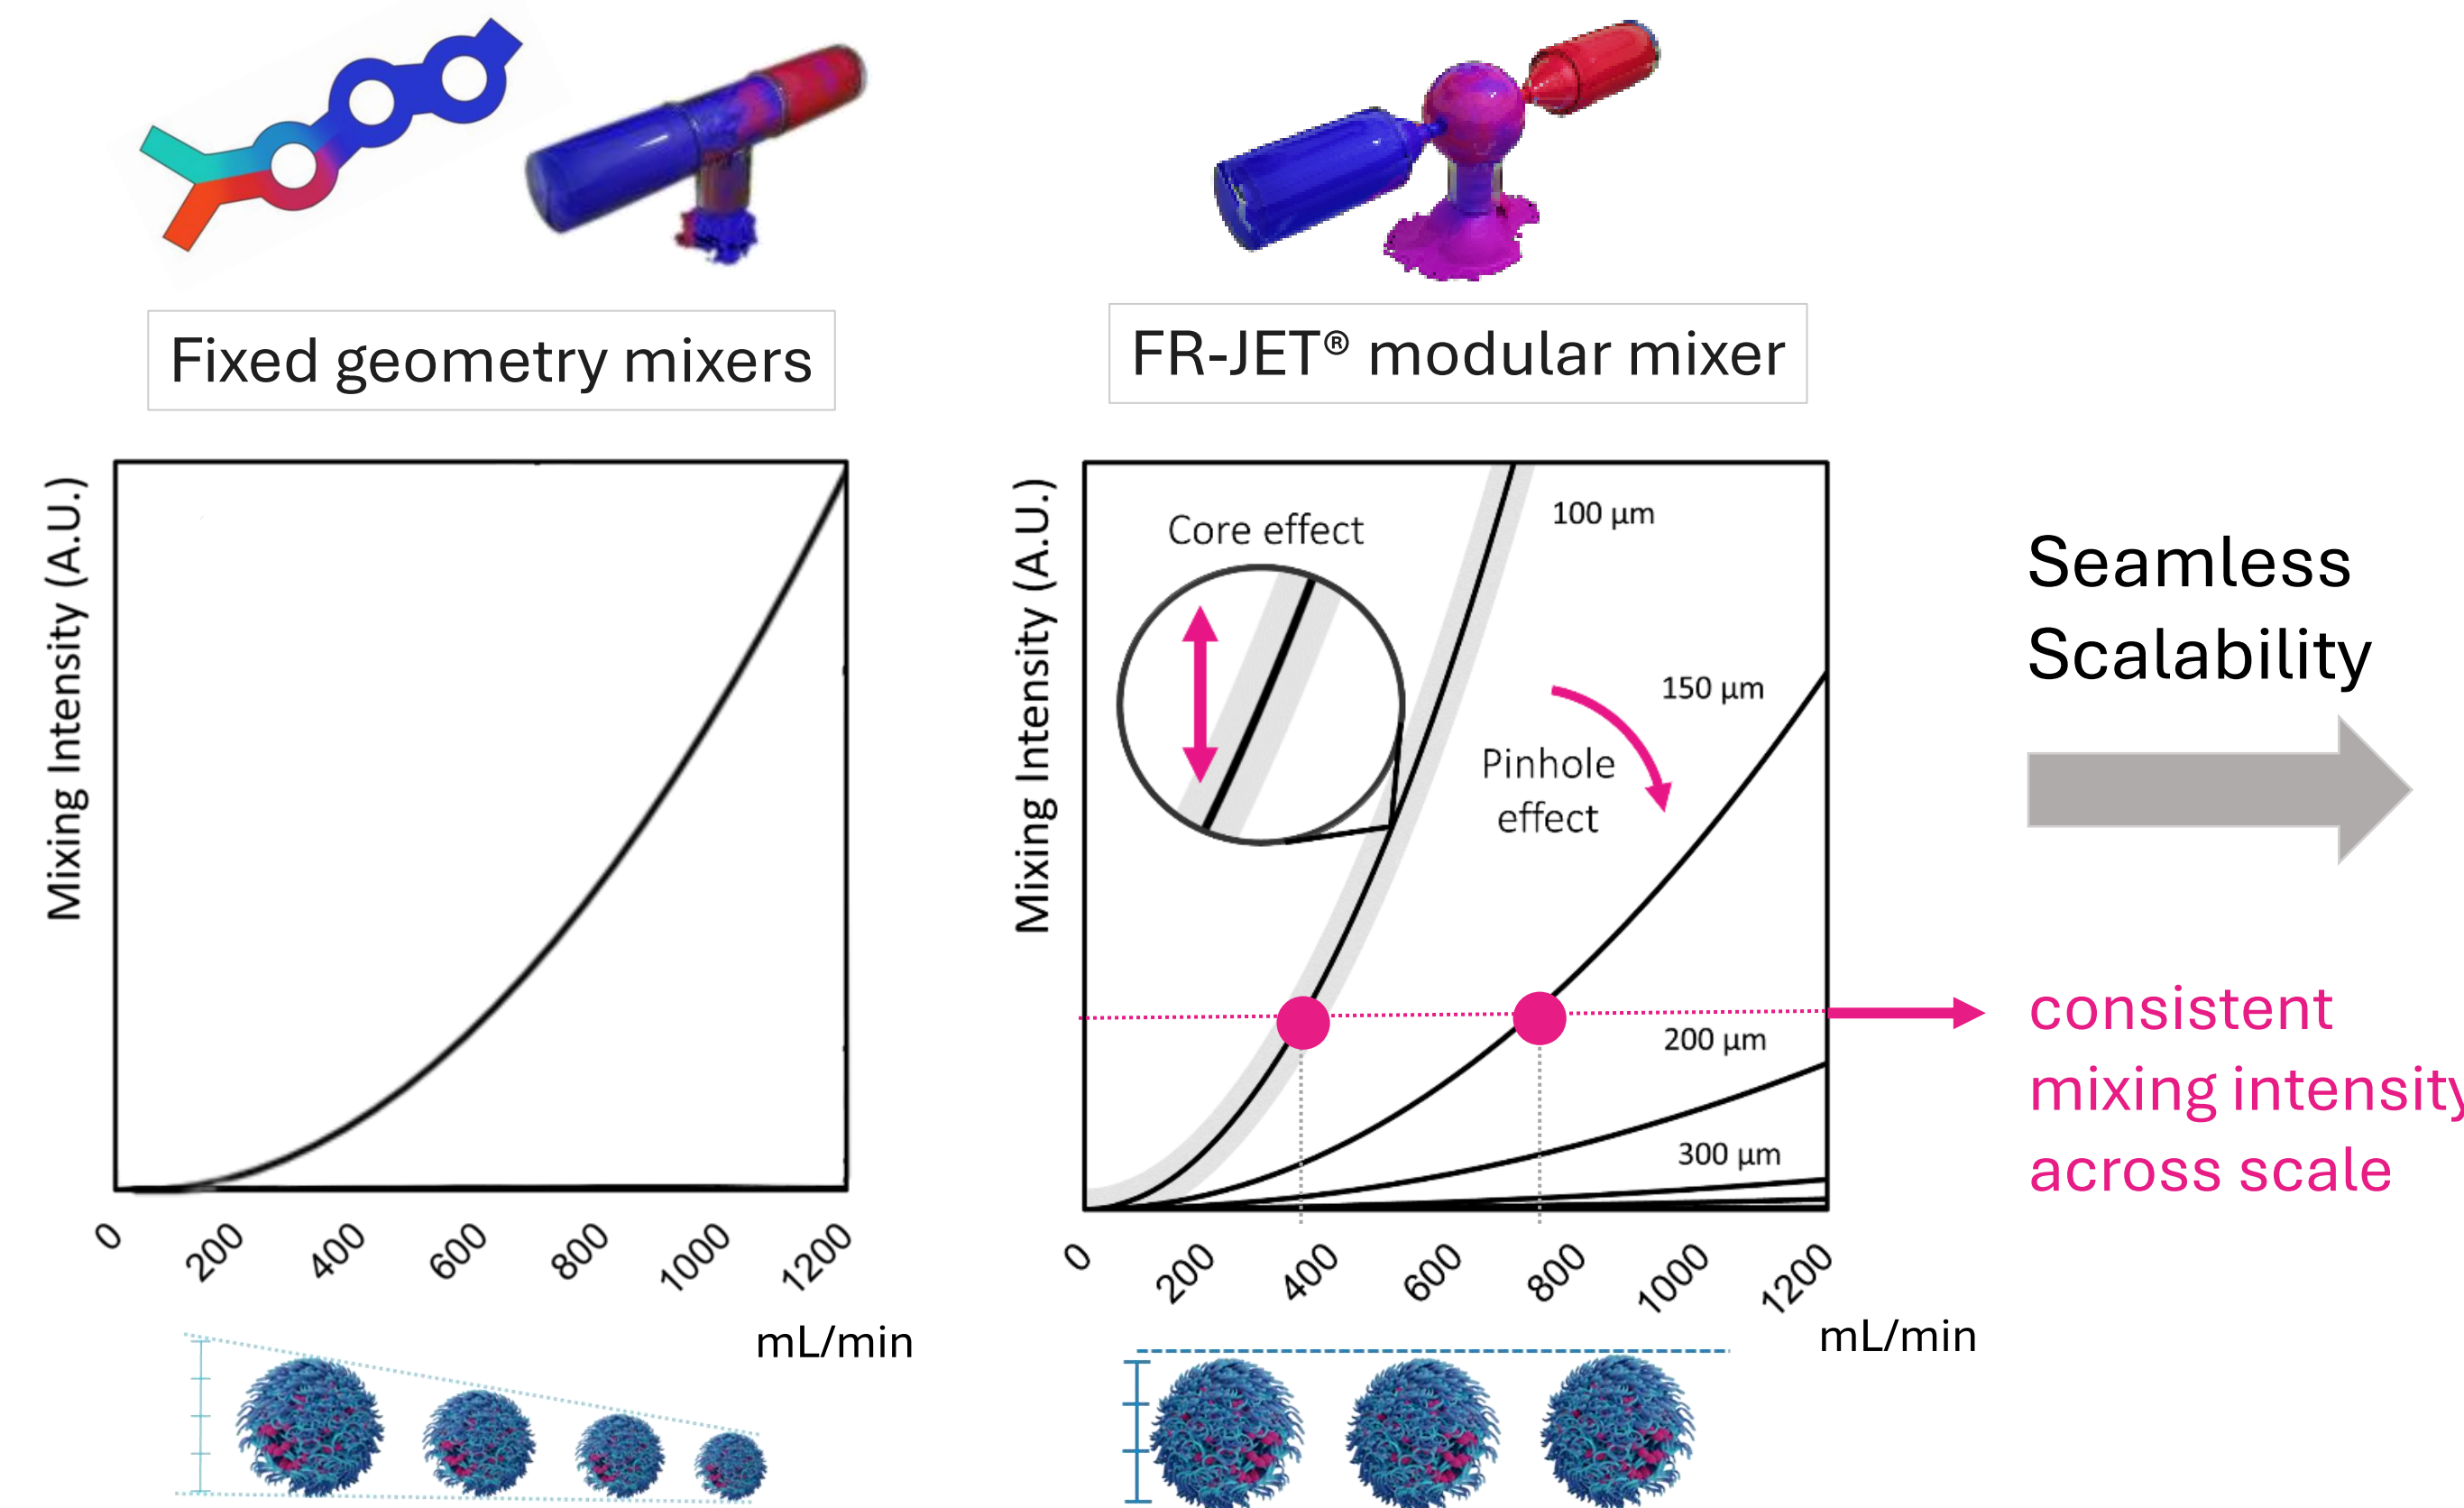 Fixed geometry mixers
FR-JET® modular mixer
Mixing Intensity (A.U.)
0
200
400
600
800
1000
1200
mL/min
Mixing Intensity (A.U.)
Core effect
100 µm
150 µm
Pinhole
effect
200 µm
300 µm
0
200
400
600
800
1000
1200
mL/min
Seamless
Scalability
consistent
mixing intensity
across scale